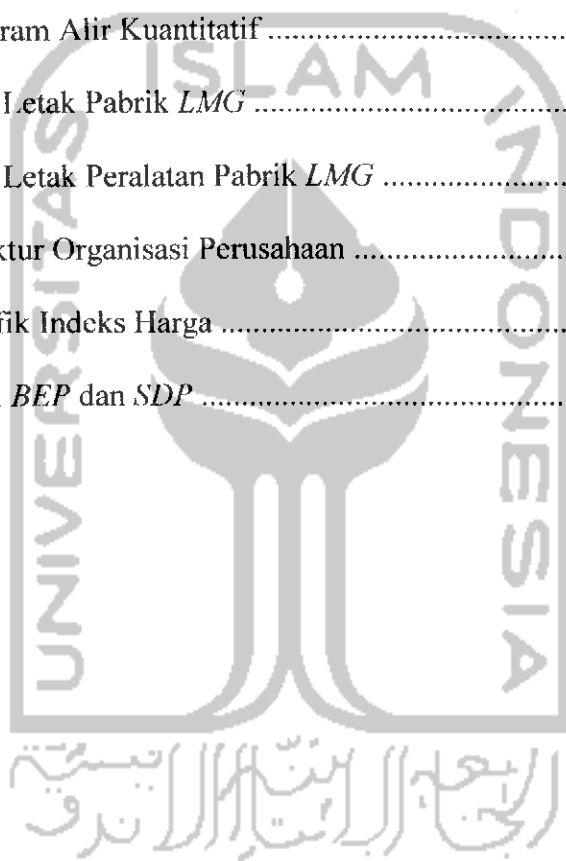 ram Alir Kuantitatif ........................................
Letak Pabrik LMG ........................................
Letak Peralatan Pabrik LMG ........................
ktur Organisasi Perusahaan ............................
fik Indeks Harga ............................................
BEP dan SDP ................................................
UNIVERSITAS
ISLAM
INDONESIA